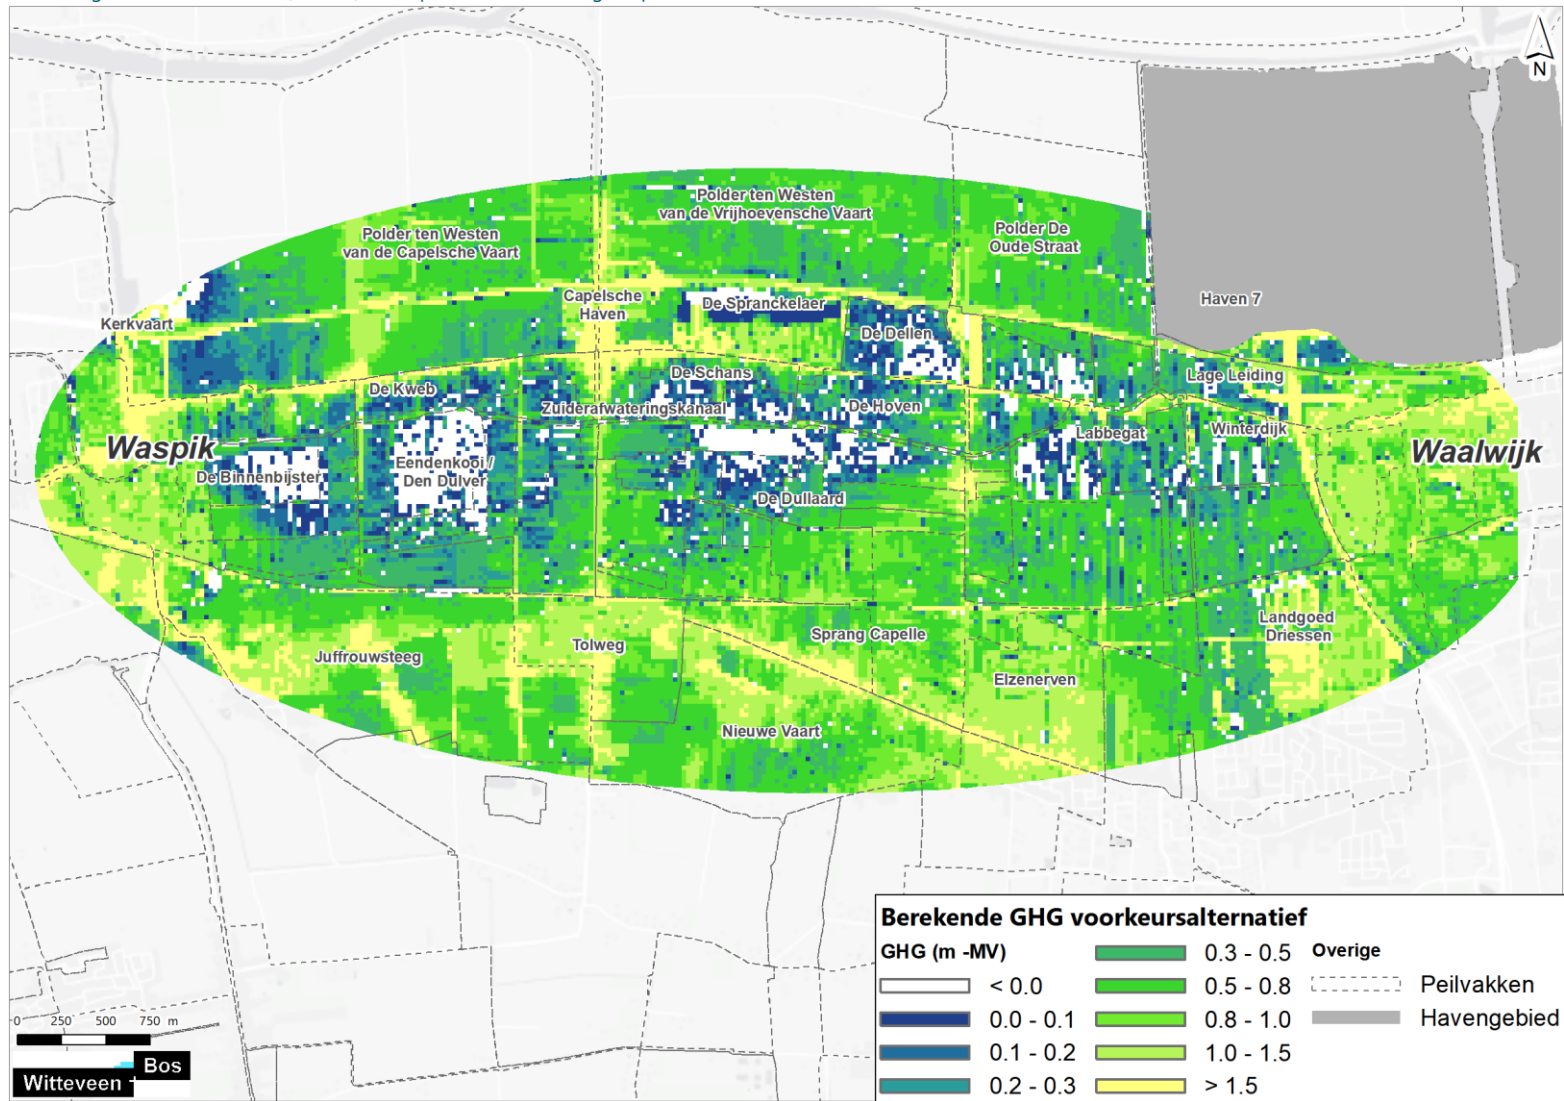 N
Polder ten Westen
van de Vrijhoevensche Vaart
Polder ten Westen
van de Capelsche Vaart
Polder De
Oude Straat
Haven 7
Capelsche
Haven
De Spranckelaer
Kerkvaart
De Dellen
De Schans
Lage Leiding
De Kweb
Zuiderafwateringskanaal
De Hoven
Labbegat
Winterdijk
Waspik
Waalwijk
De Binnenbijster
Eendenkooi /
Den Dulver
De Dullaard
Landgoed
Driessen
Sprang Capelle
Tolweg
Juffrouwsteeg
Elzenerven
Nieuwe Vaart
Berekende GHG voorkeursalternatief
GHG (m -MV)
< 0.0
0.0 - 0.1
0.1 - 0.2
0.2 - 0.3
0.3 - 0.5
0.5 - 0.8
0.8 - 1.0
1.0 - 1.5
> 1.5
Overige
Peilvakken
Havengebied
0 250 500 750 m
Witteveen + Bos